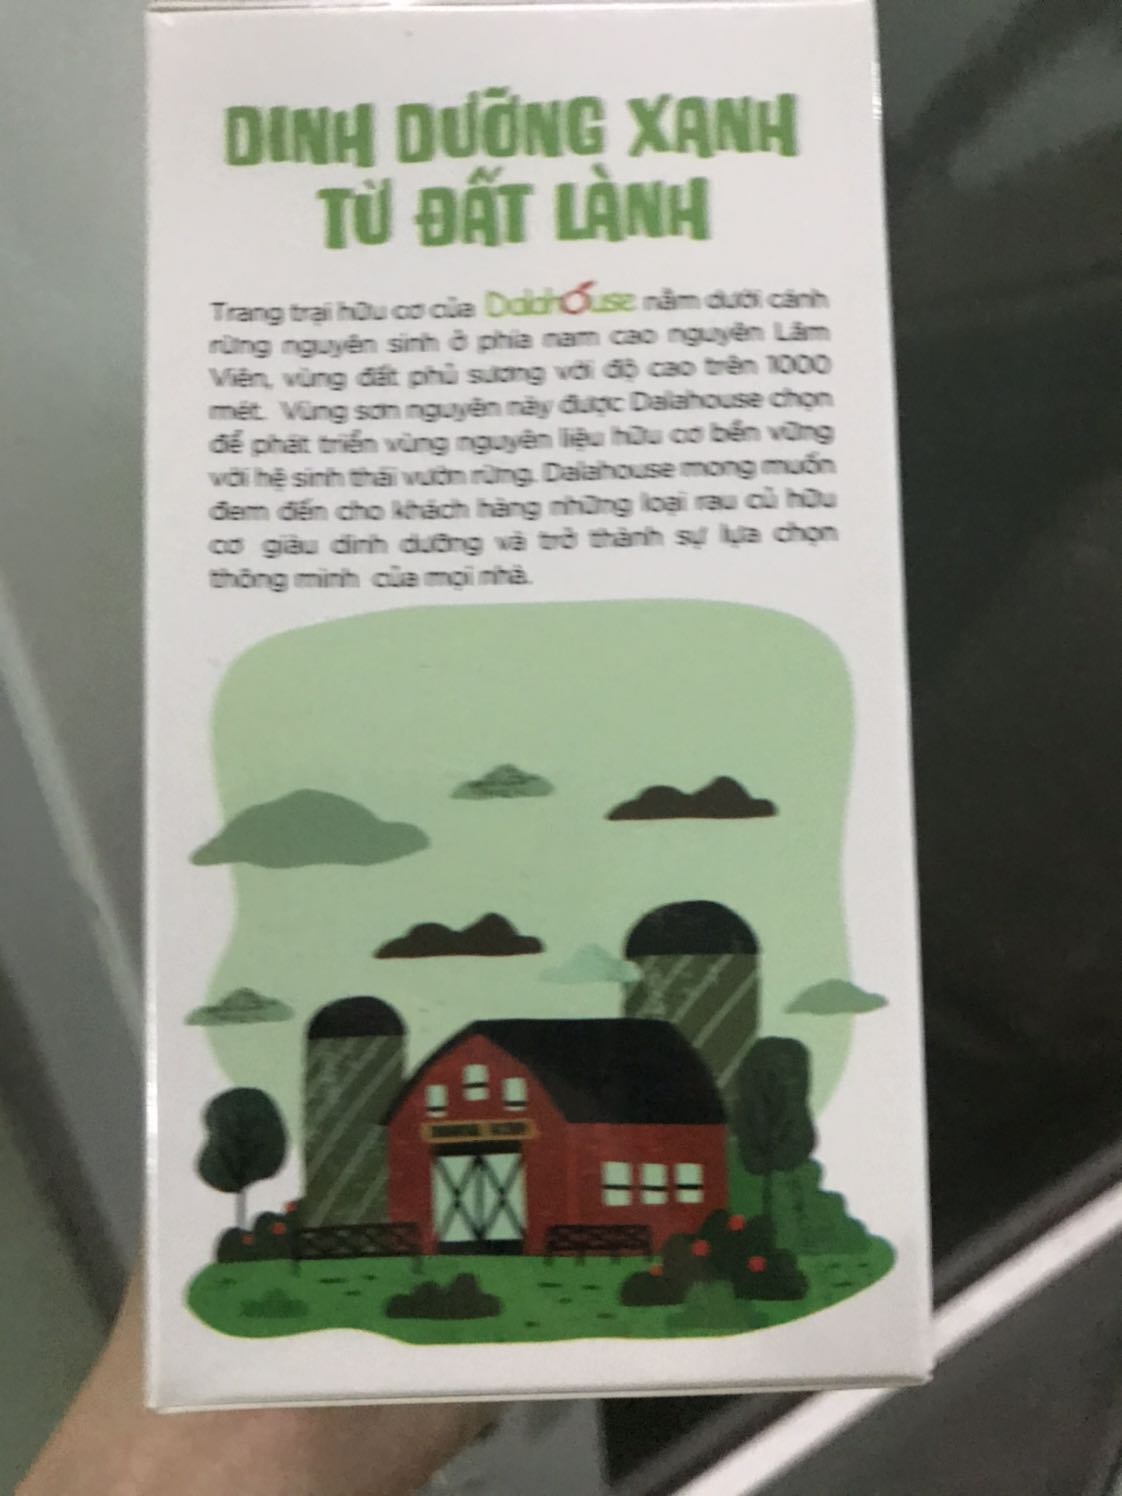 DINH DƯỠNG XANH
TỪ ĐẤT LÀNH
Trang trại hữu cơ của Dalahouse nằm dưới cánh
rừng nguyên sinh ở phía nam cao nguyên Lâm
Viên, vùng đất phủ sương với độ cao trên 1000
mét. Vùng sơn nguyên này được Dalahouse chọn
để phát triển vùng nguyên liệu hữu cơ bền vững
với hệ sinh thái vườn rừng. Dalahouse mong muốn
đem đến cho khách hàng những loại rau củ hữu
cơ giàu dinh dưỡng và trở thành sự lựa chọn
thông minh của mọi nhà.